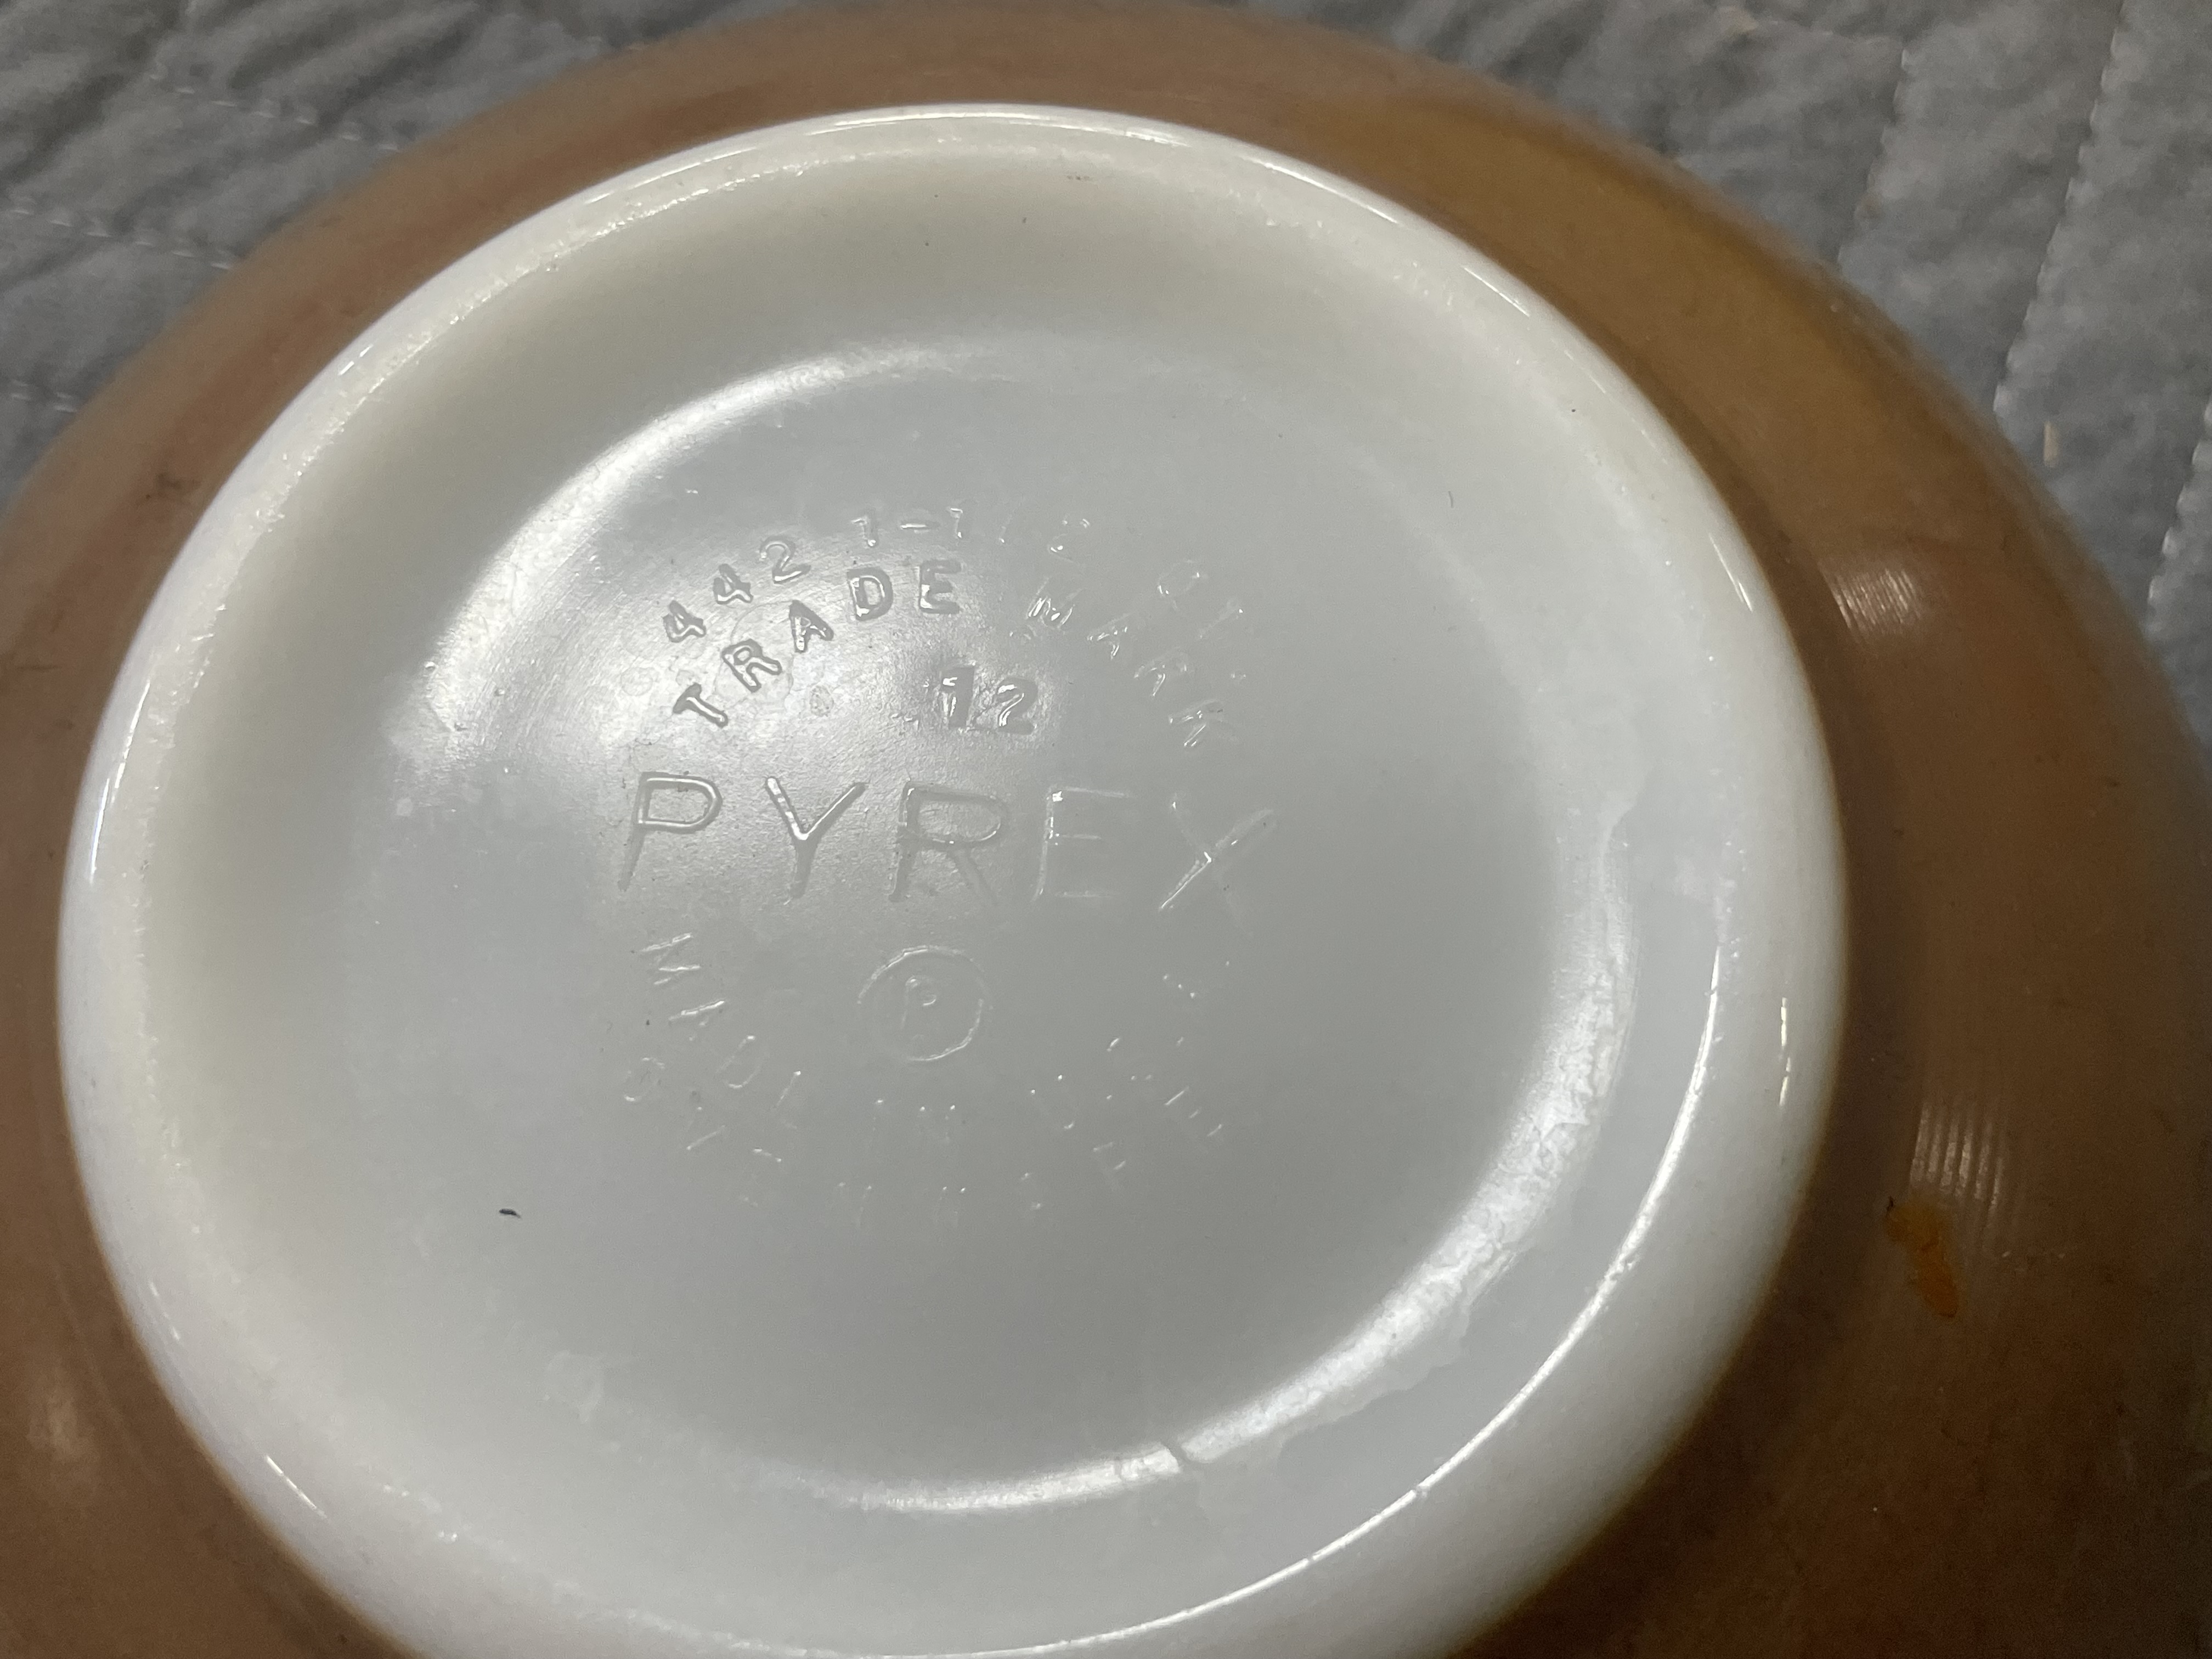 442 1-1/2 QT.
TRADE MARK
12
PYREX
P
MADE IN U.S.A.